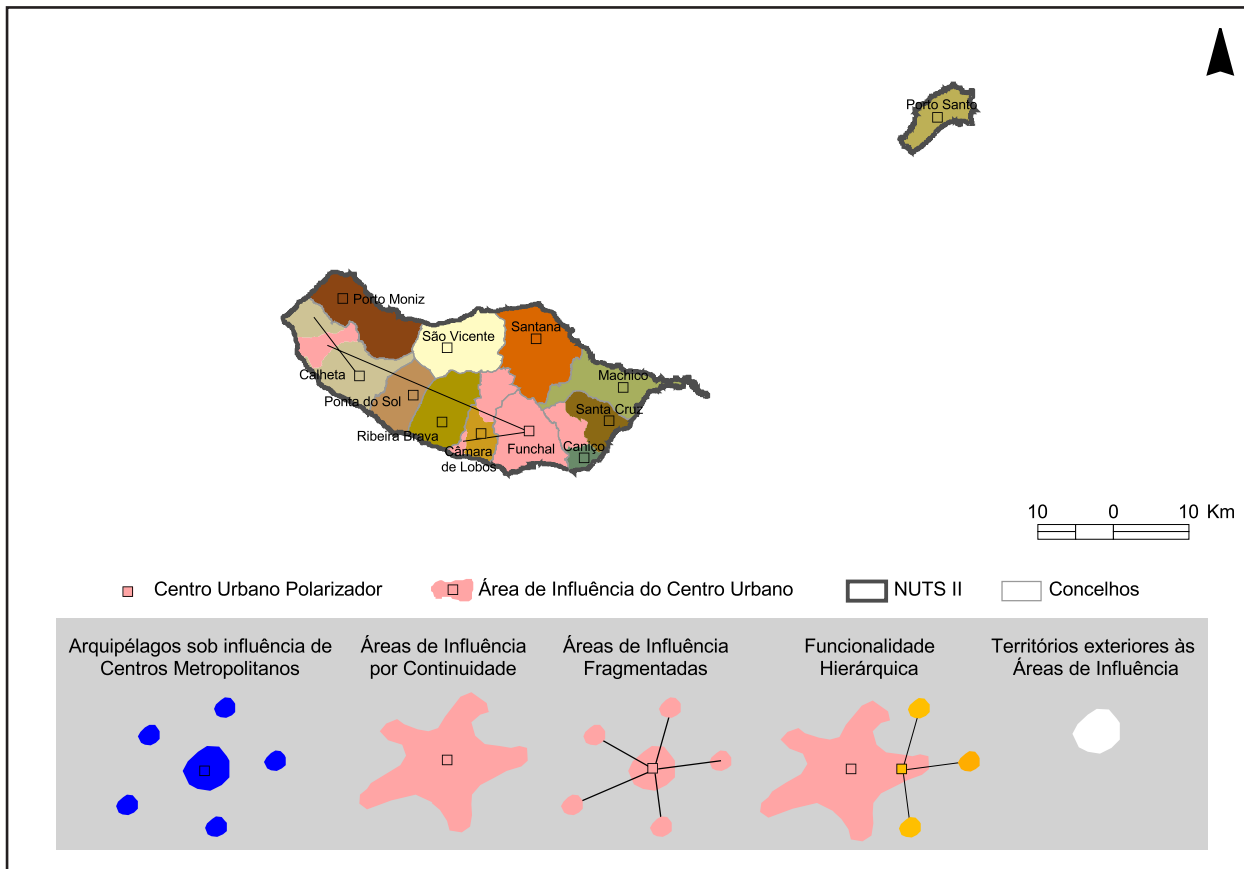 Porto Santo
Porto Moniz
São Vicente
Santana
Calheta
Machico
Ponta do Sol
Santa Cruz
Ribeira Brava
Câmara
de Lobos
Funchal
Caniço
10 0 10 Km
Centro Urbano Polarizador
Área de Influência do Centro Urbano
NUTS II
Concelhos
Arquipélagos sob influência de
Centros Metropolitanos
Áreas de Influência
por Continuidade
Áreas de Influência
Fragmentadas
Funcionalidade
Hierárquica
Territórios exteriores às
Áreas de Influência